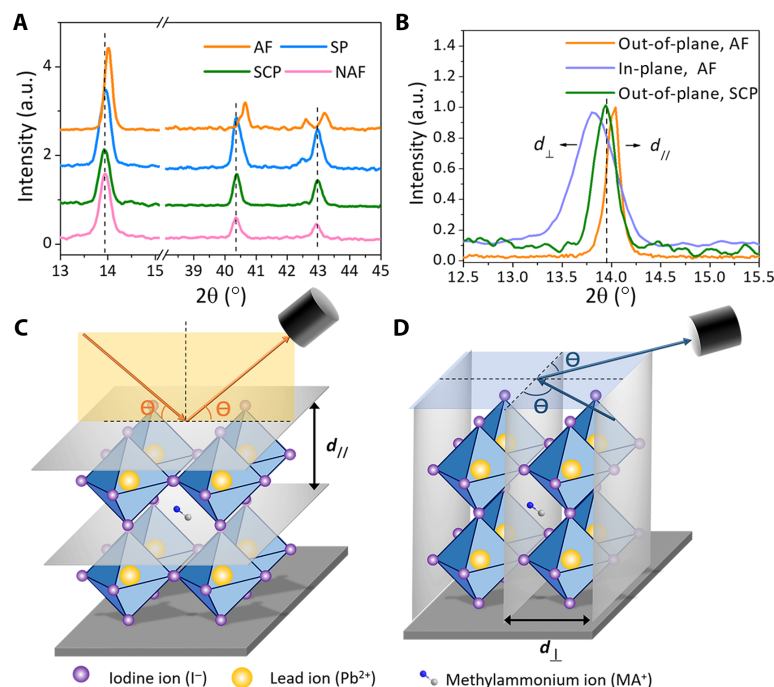 A
AF
SP
SCP
NAF
Intensity (a.u.)
4
2
0
13 14 15 40 41 42 43 44 45
2θ (°)
B
Out-of-plane, AF
In-plane, AF
Out-of-plane, SCP
d⊥
d//
Intensity (a.u.)
1.4
1.2
1.0
0.8
0.6
0.4
0.2
0.0
12.5 13.0 13.5 14.0 14.5 15.0 15.5
2θ (°)
C
Θ Θ
d//
D
Θ
Θ
d⊥
Iodine ion (I⁻) Lead ion (Pb²⁺) Methylammonium ion (MA⁺)